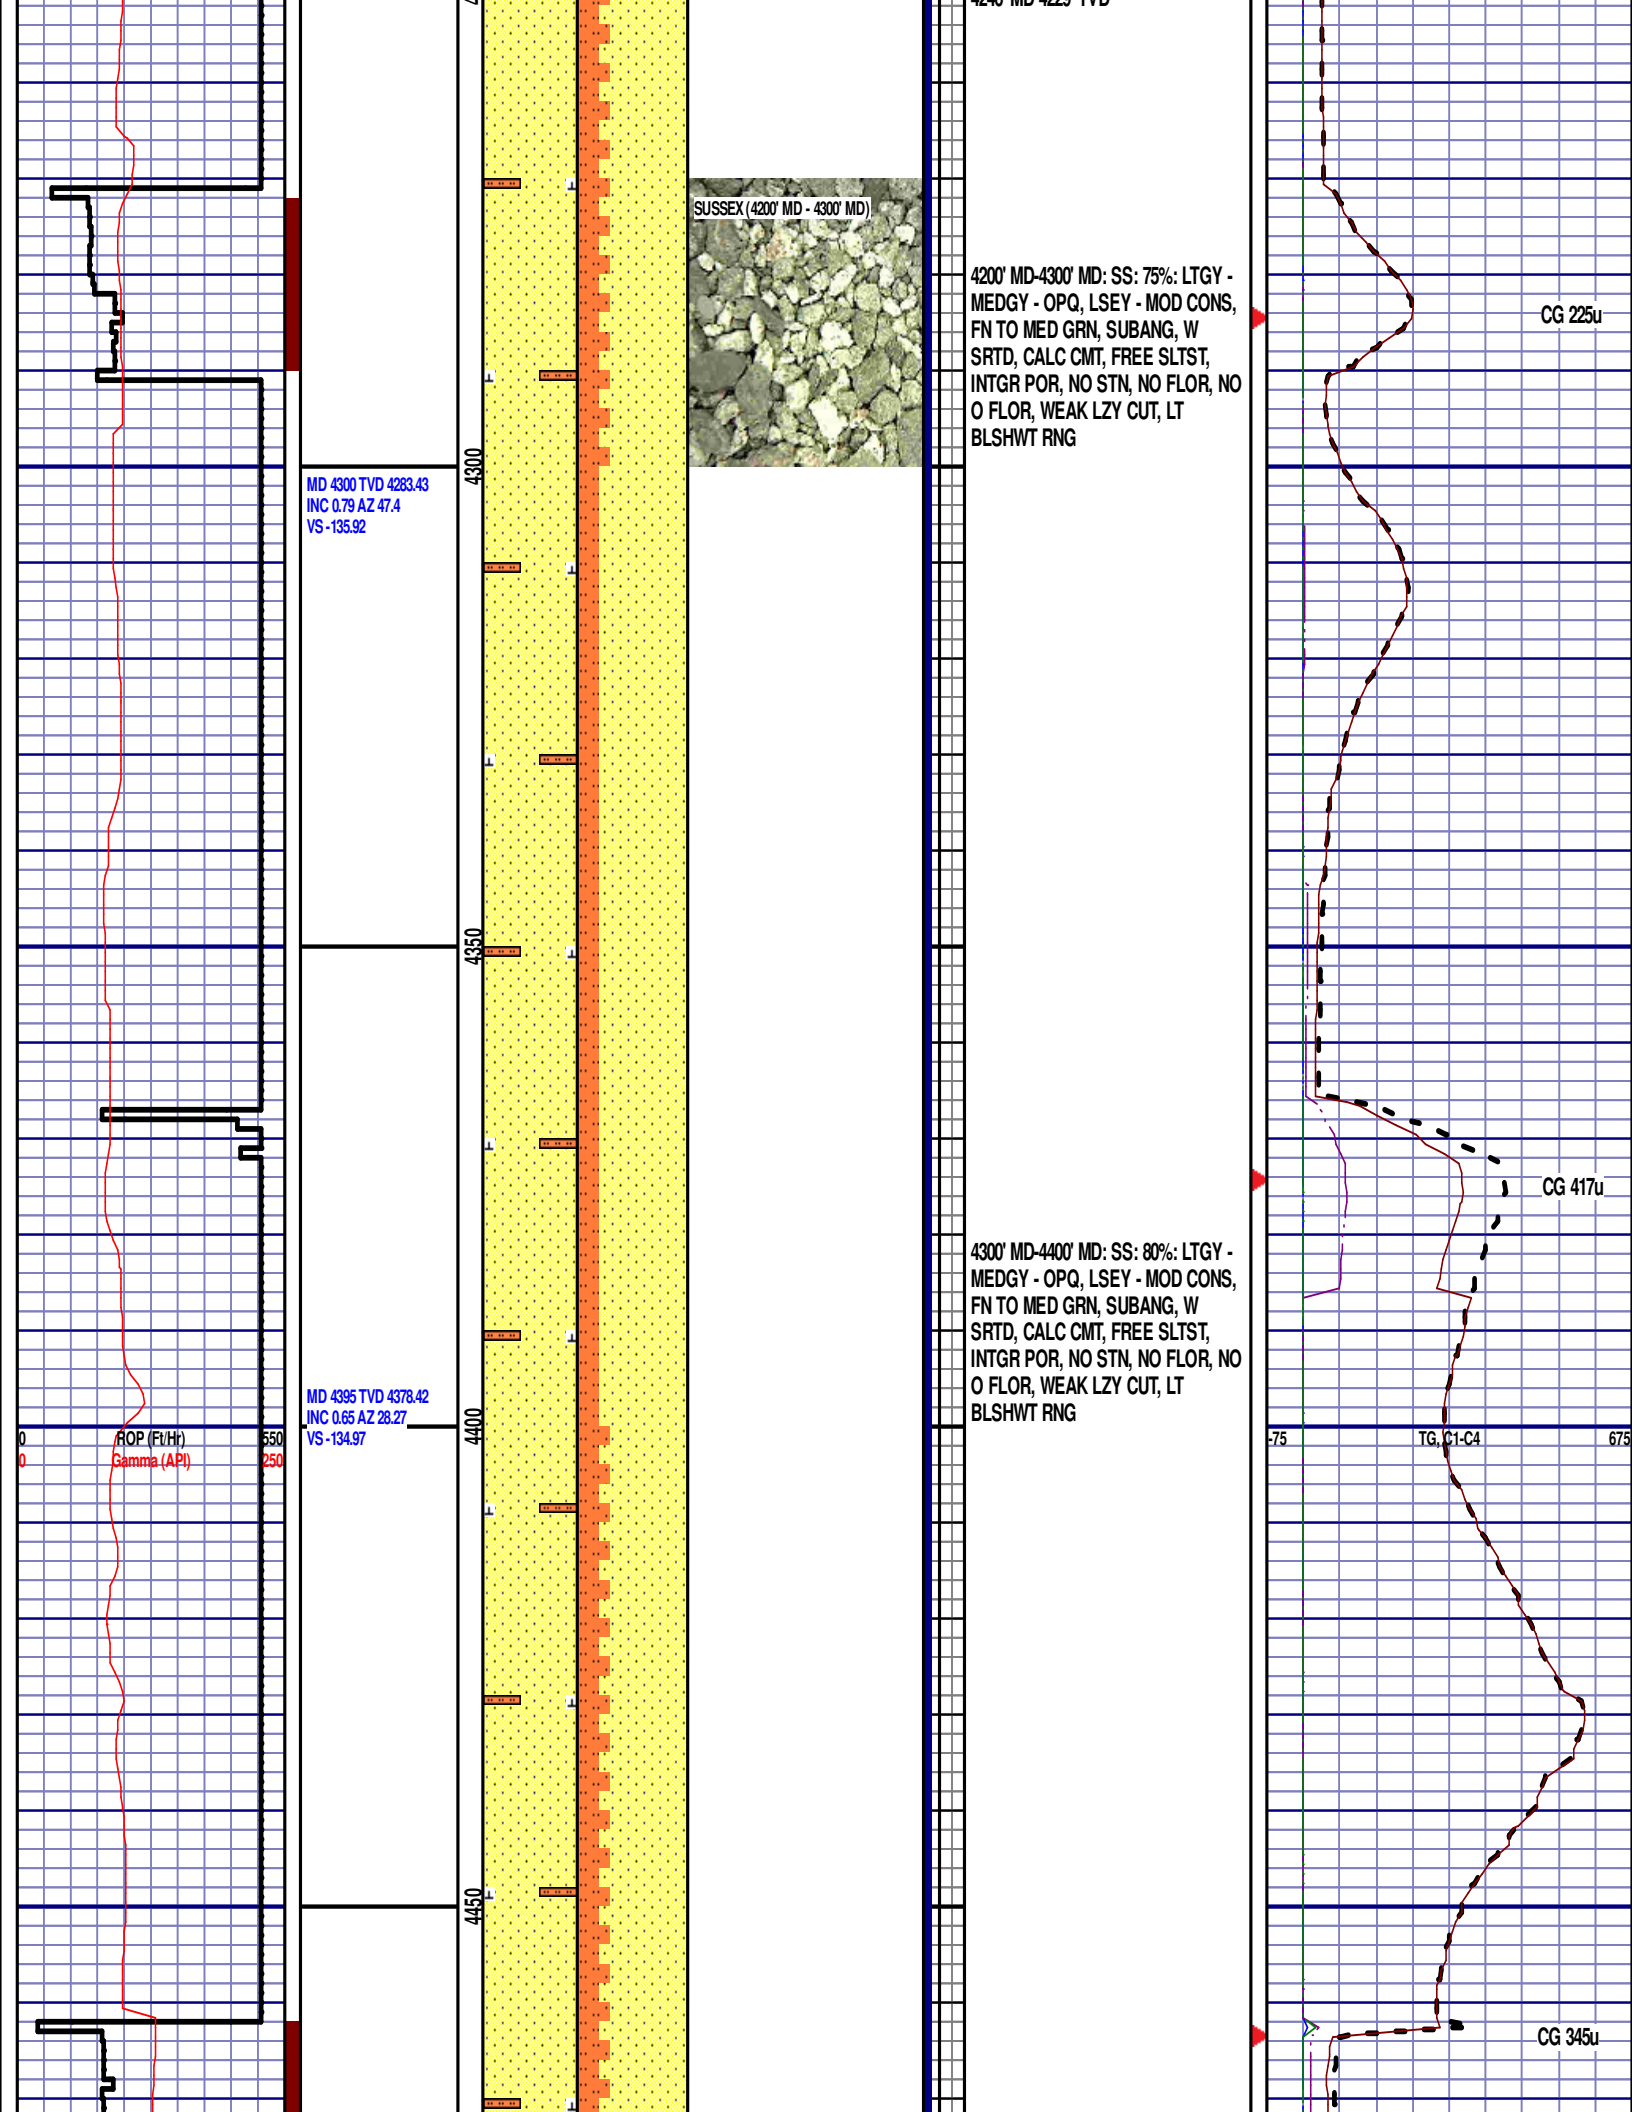 4240' MD 4225' TVD
SUSSEX (4200' MD - 4300' MD)
4200' MD-4300' MD: SS: 75%: LTGY -
MEDGY - OPQ, LSEY - MOD CONS,
FN TO MED GRN, SUBANG, W
SRTD, CALC CMT, FREE SLTST,
INTGR POR, NO STN, NO FLOR, NO
O FLOR, WEAK LZY CUT, LT
BLSHWT RNG
CG 225u
4300
MD 4300 TVD 4283.43
INC 0.79 AZ 47.4
VS -135.92
4350
CG 417u
4300' MD-4400' MD: SS: 80%: LTGY -
MEDGY - OPQ, LSEY - MOD CONS,
FN TO MED GRN, SUBANG, W
SRTD, CALC CMT, FREE SLTST,
INTGR POR, NO STN, NO FLOR, NO
O FLOR, WEAK LZY CUT, LT
BLSHWT RNG
MD 4395 TVD 4378.42
INC 0.65 AZ 28.27
VS -134.97
4400
0 ROP (Ft/Hr) 550
0 Gamma (API) 250
-75 TG, C1-C4 675
4450
CG 345u